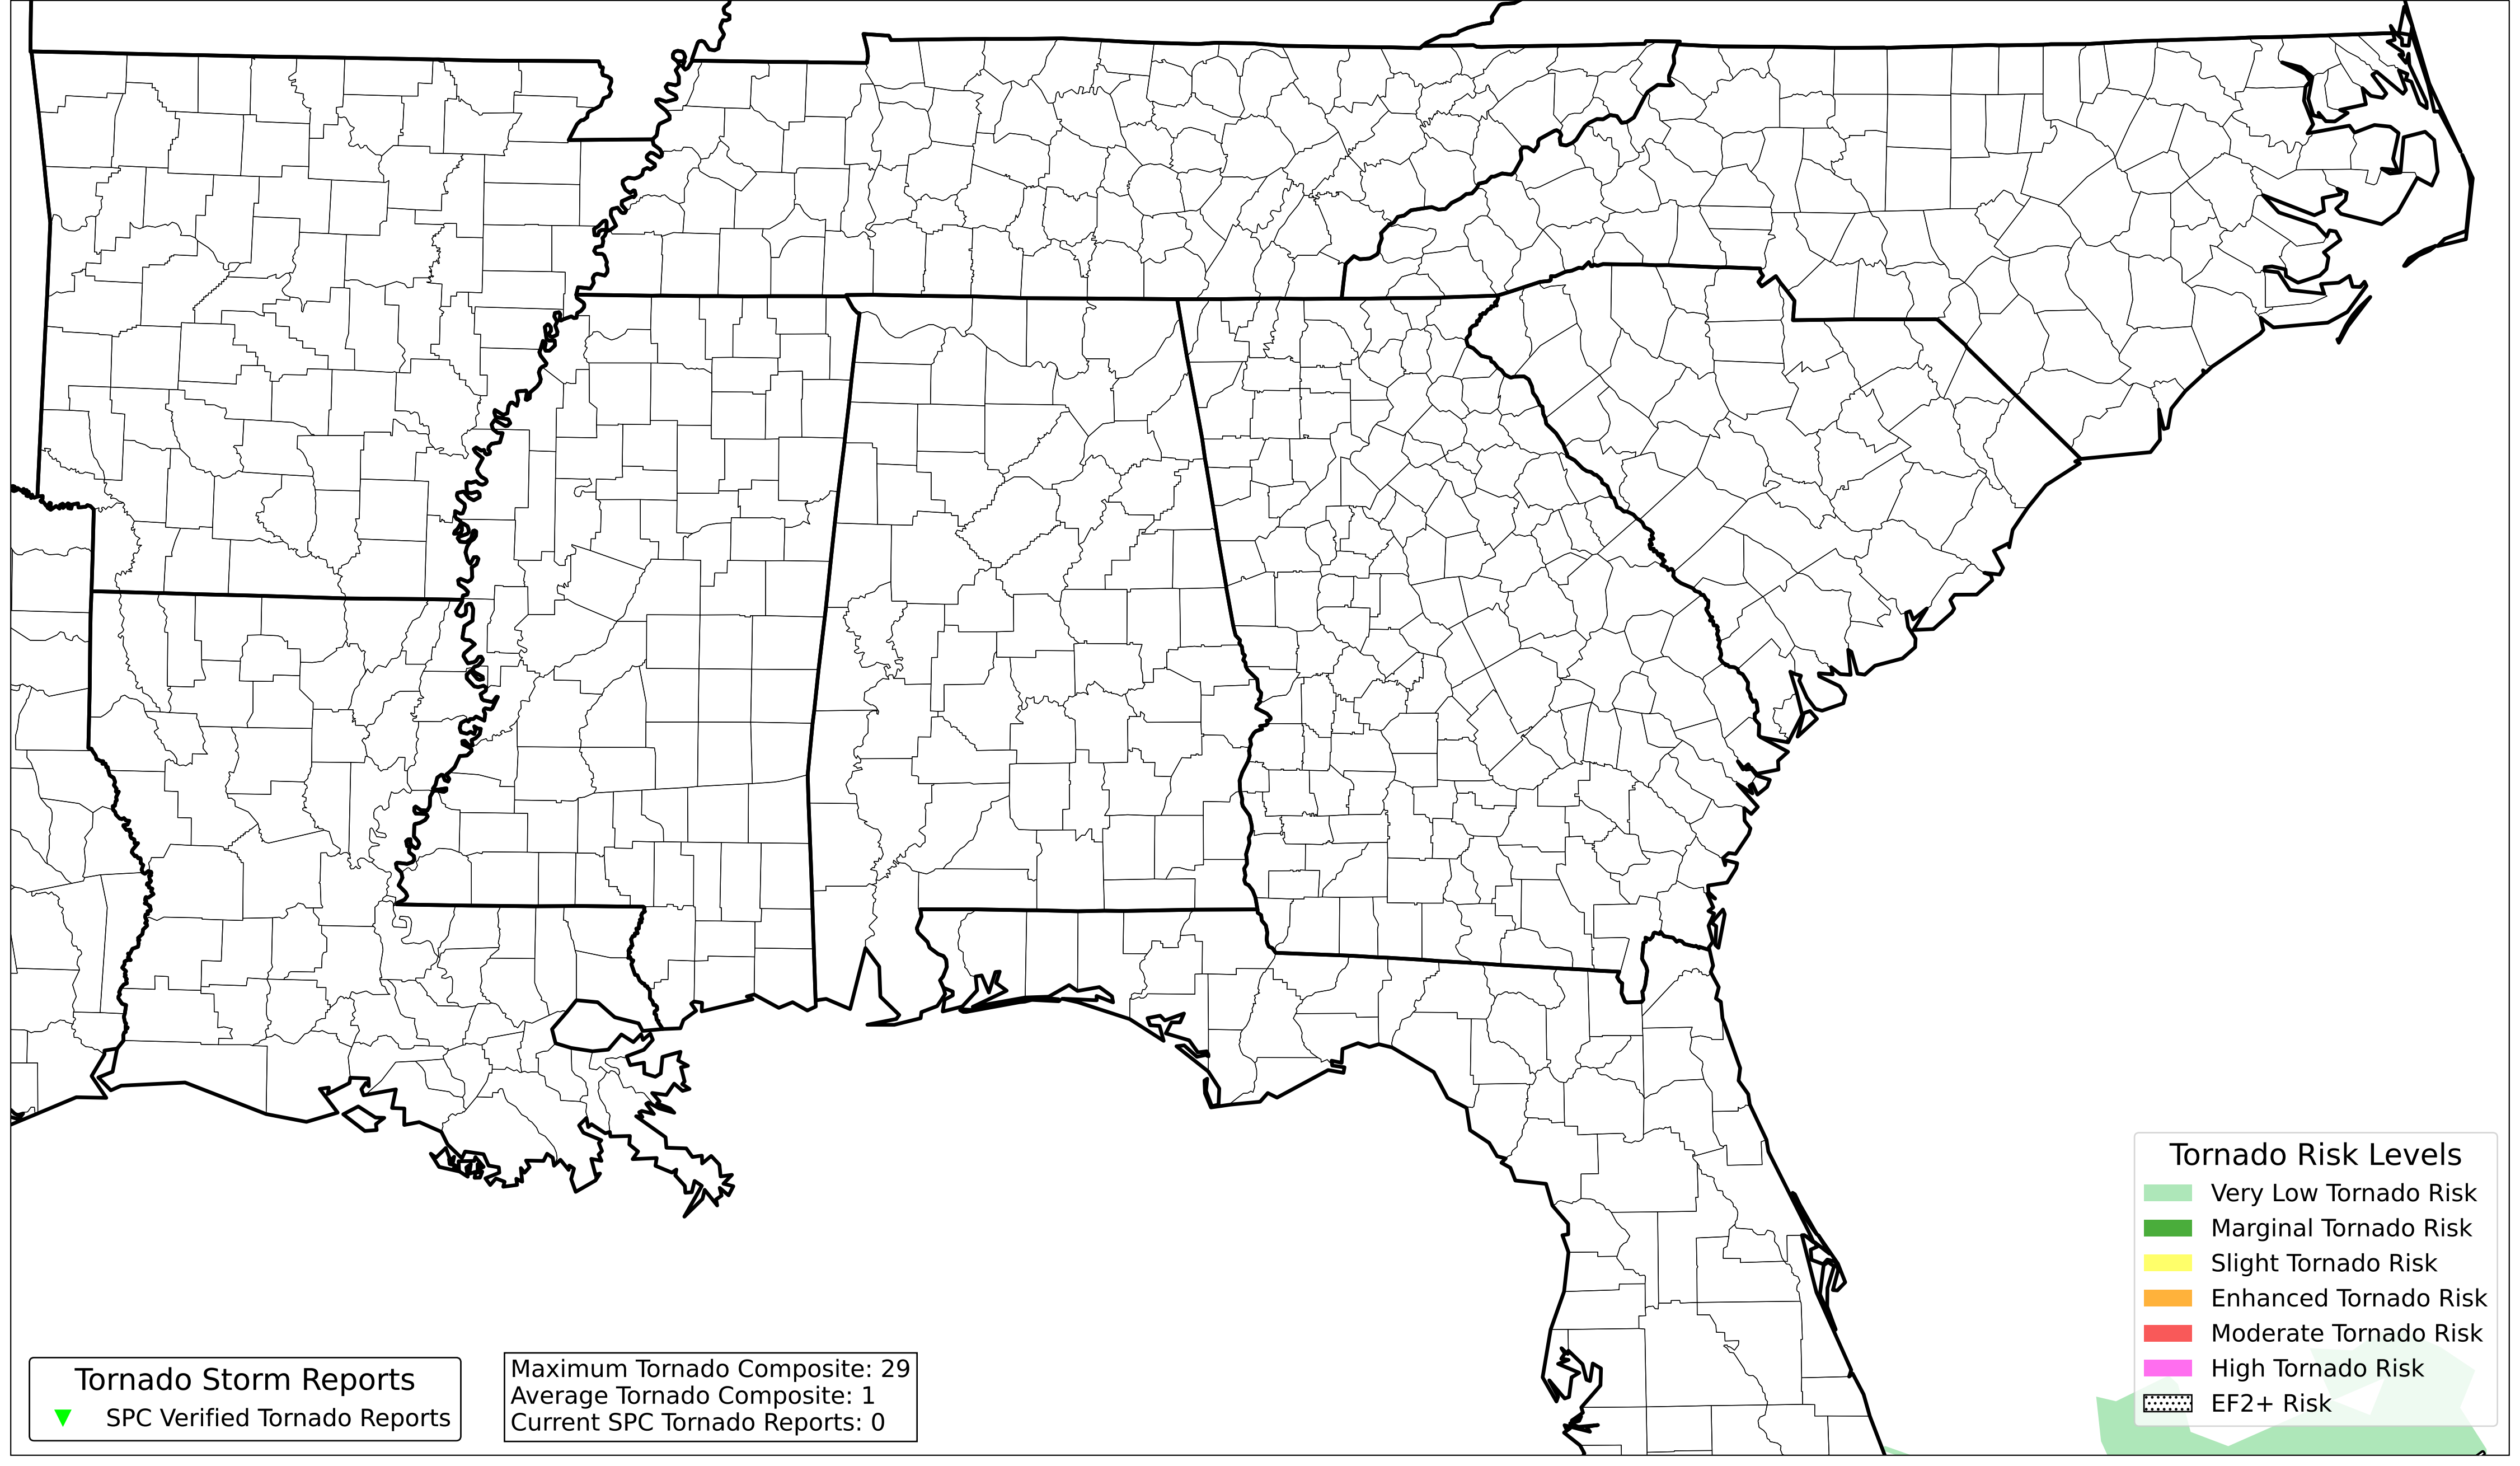 Tornado Risk Levels
Very Low Tornado Risk
Marginal Tornado Risk
Slight Tornado Risk
Enhanced Tornado Risk
Moderate Tornado Risk
High Tornado Risk
EF2+ Risk
Tornado Storm Reports
SPC Verified Tornado Reports
Maximum Tornado Composite: 29
Average Tornado Composite: 1
Current SPC Tornado Reports: 0